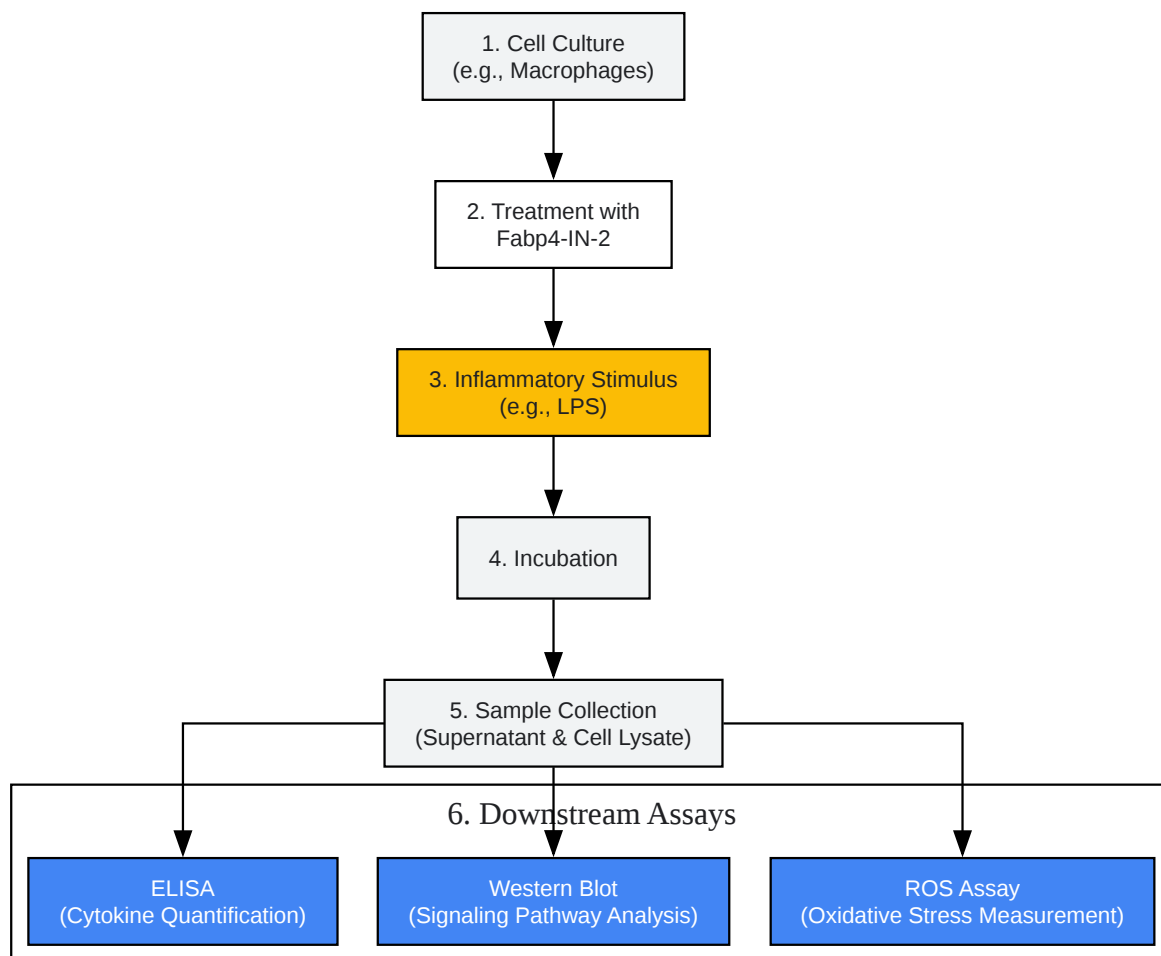 1. Cell Culture
(e.g., Macrophages)
2. Treatment with
Fabp4-IN-2
3. Inflammatory Stimulus
(e.g., LPS)
4. Incubation
5. Sample Collection
(Supernatant & Cell Lysate)
6. Downstream Assays
ELISA
(Cytokine Quantification)
Western Blot
(Signaling Pathway Analysis)
ROS Assay
(Oxidative Stress Measurement)